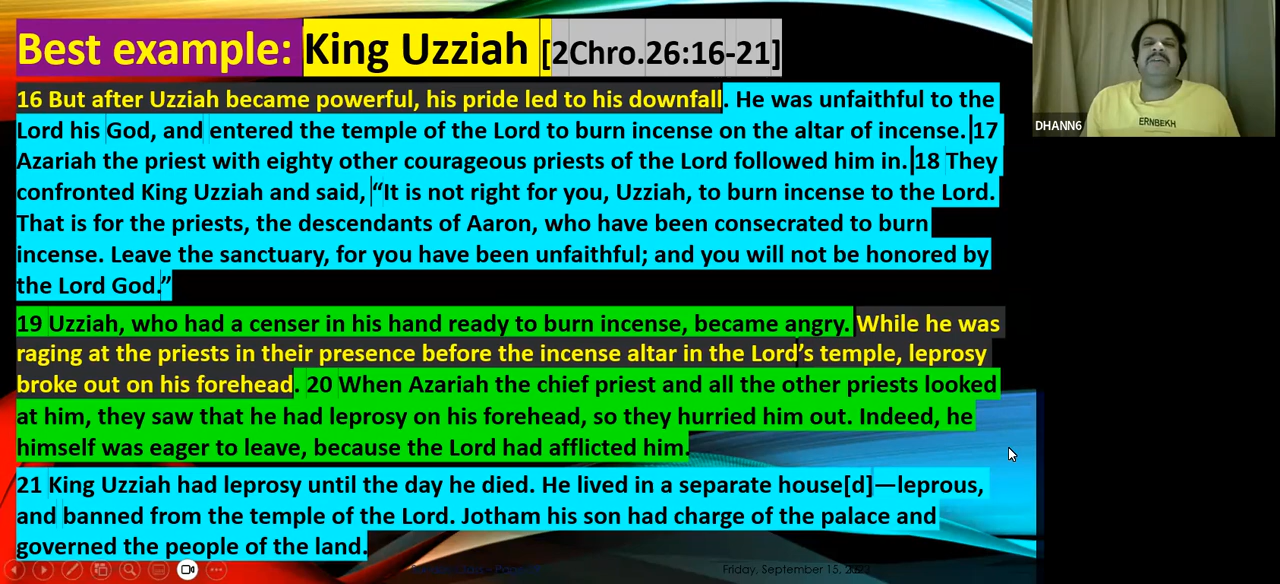 Best example: King Uzziah [2Chro.26:16-21]
16 But after Uzziah became powerful, his pride led to his downfall. He was unfaithful to the
Lord his God, and entered the temple of the Lord to burn incense on the altar of incense. 17
Azariah the priest with eighty other courageous priests of the Lord followed him in. 18 They
confronted King Uzziah and said, “It is not right for you, Uzziah, to burn incense to the Lord.
That is for the priests, the descendants of Aaron, who have been consecrated to burn
incense. Leave the sanctuary, for you have been unfaithful; and you will not be honored by
the Lord God.”
19 Uzziah, who had a censer in his hand ready to burn incense, became angry. While he was
raging at the priests in their presence before the incense altar in the Lord’s temple, leprosy
broke out on his forehead. 20 When Azariah the chief priest and all the other priests looked
at him, they saw that he had leprosy on his forehead, so they hurried him out. Indeed, he
himself was eager to leave, because the Lord had afflicted him.
21 King Uzziah had leprosy until the day he died. He lived in a separate house[d]—leprous,
and banned from the temple of the Lord. Jotham his son had charge of the palace and
governed the people of the land.
Friday, September 15,
DHANN6
ERNBEKH